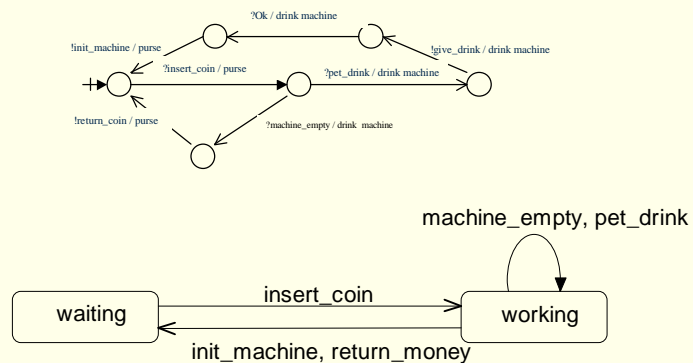 ?Ok / drink machine
!init_machine / purse
!give_drink / drink machine
?insert_coin / purse
?pet_drink / drink machine
!return_coin / purse
?machine_empty / drink machine
machine_empty, pet_drink
waiting
insert_coin
working
init_machine, return_money